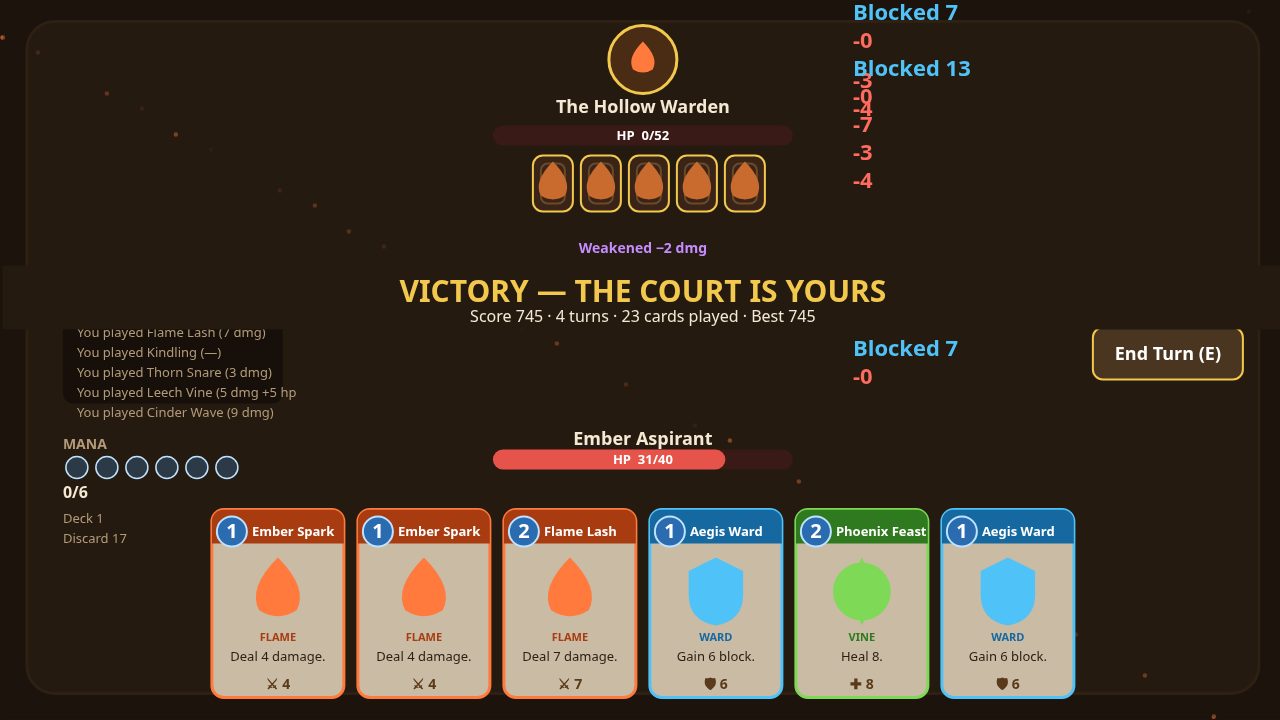 Blocked 7
-0
Blocked 13
-3
-0
-4
-7
-3
-4
The Hollow Warden
HP 0/52
Weakened −2 dmg
VICTORY — THE COURT IS YOURS
Score 745 · 4 turns · 23 cards played · Best 745
You played Flame Lash (7 dmg)
You played Kindling (—)
You played Thorn Snare (3 dmg)
You played Leech Vine (5 dmg +5 hp
You played Cinder Wave (9 dmg)
Blocked 7
-0
End Turn (E)
Ember Aspirant
HP 31/40
MANA
0/6
Deck 1
Discard 17
1 Ember Spark
FLAME
Deal 4 damage.
⚔ 4
1 Ember Spark
FLAME
Deal 4 damage.
⚔ 4
2 Flame Lash
FLAME
Deal 7 damage.
⚔ 7
1 Aegis Ward
WARD
Gain 6 block.
6
2 Phoenix Feast
VINE
Heal 8.
✚ 8
1 Aegis Ward
WARD
Gain 6 block.
6